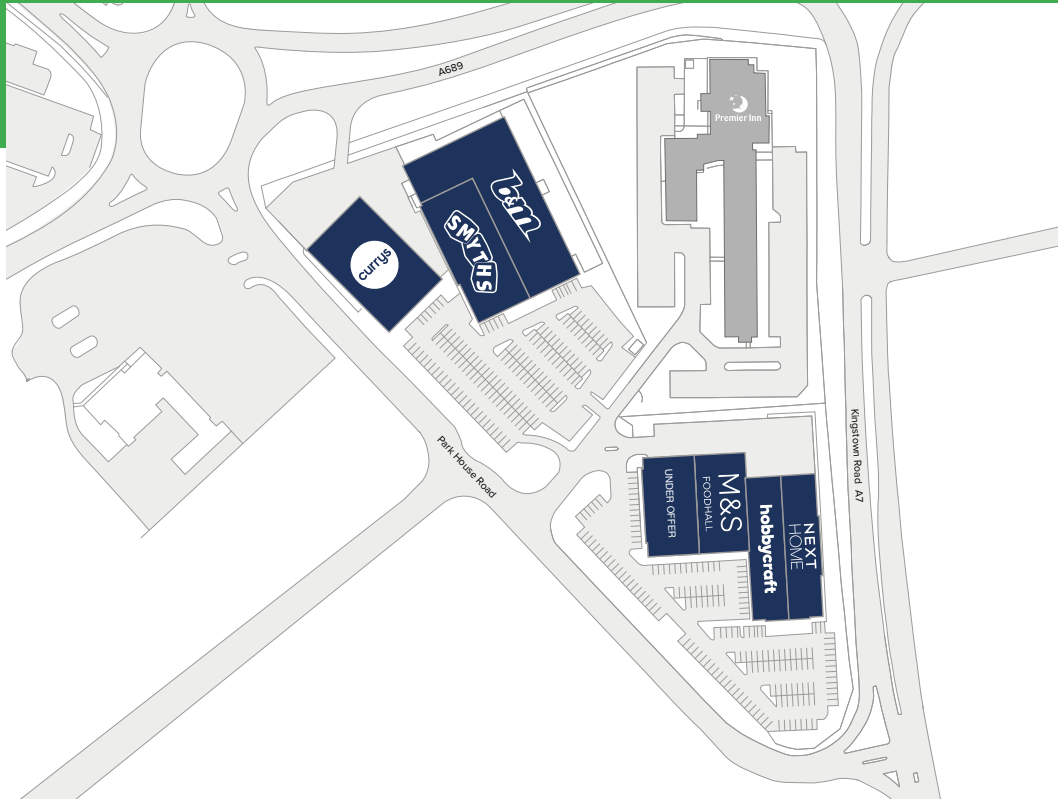 A689
Premier Inn
b&m
SMYTHS
currys
Park House Road
Kingstown Road A7
UNDER OFFER
M&S
FOODHALL
hobbycraft
NEXT
HOME